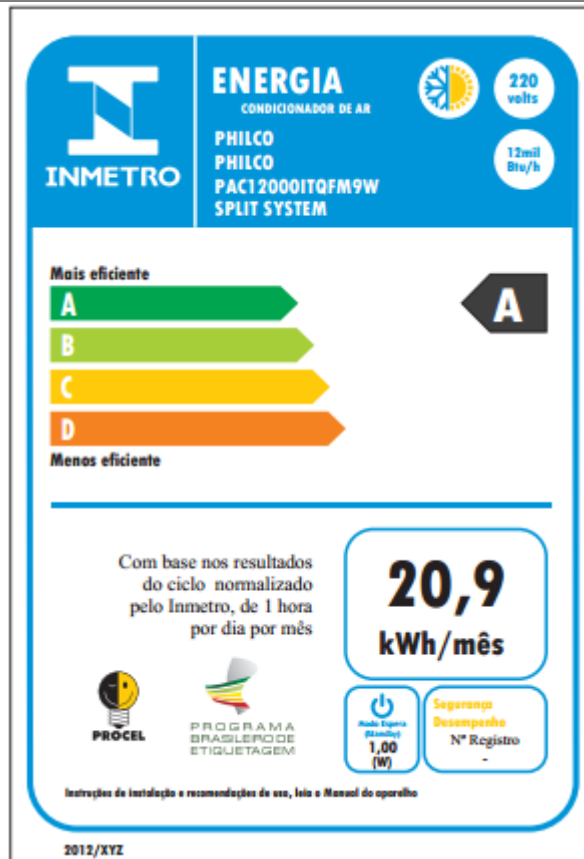 INMETRO
ENERGIA
CONDICIONADOR DE AR
220
volts
PHILCO
PHILCO
PAC12000ITQFM9W
SPLIT SYSTEM
12mil
Btu/h
Mais eficiente
A
A
B
C
D
Menos eficiente
Com base nos resultados
do ciclo normalizado
pelo Inmetro, de 1 hora
por dia por mês
20,9
kWh/mês
PROCEL
PROGRAMA
BRASILEIRO DE
ETIQUETAGEM
Modo Espera
(Standby)
1,00
(W)
Segurança
Desempenho
Nº Registro
-
Instruções de instalação e recomendações de uso, leia o Manual do aparelho
2012/XYZ